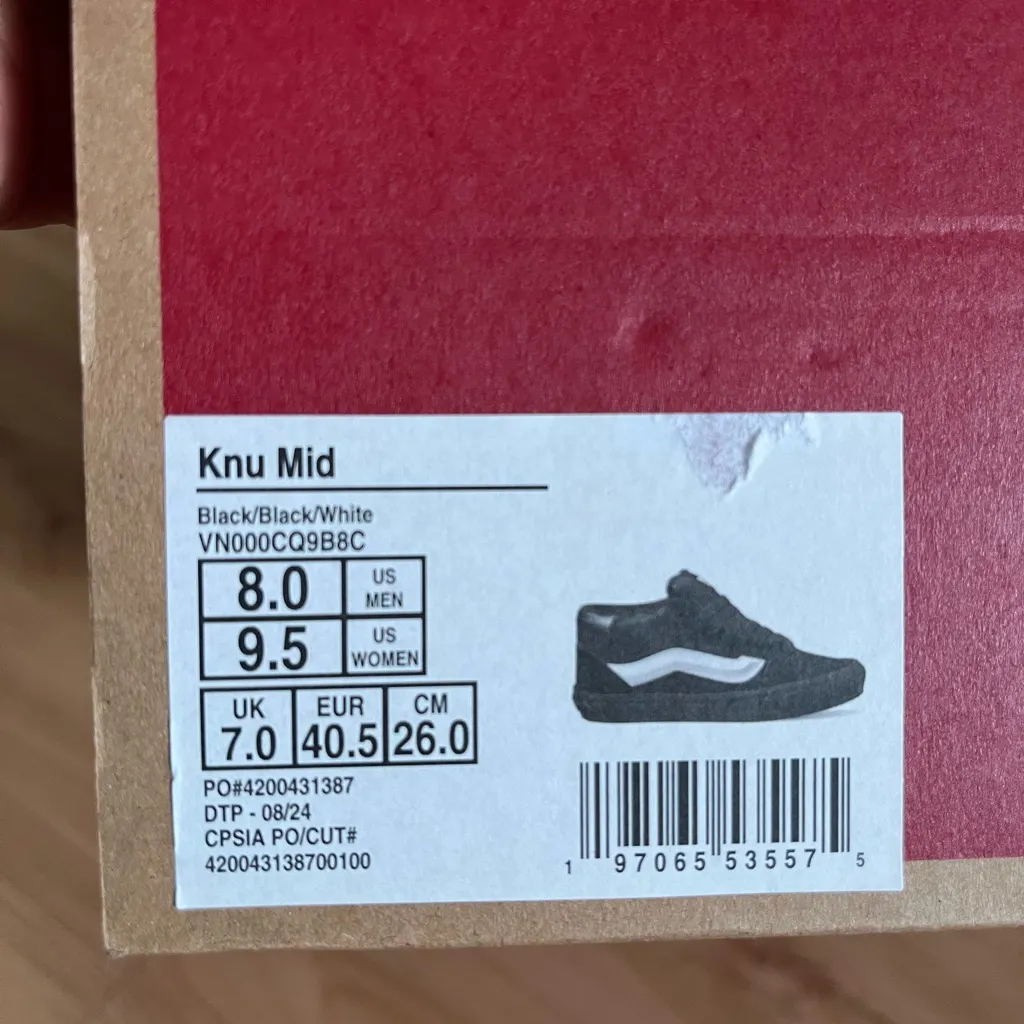 Knu Mid
Black/Black/White
VN000CQ9B8C
8.0 US MEN
9.5 US WOMEN
UK EUR CM
7.0 40.5 26.0
PO#4200431387
DTP - 08/24
CPSIA PO/CUT#
420043138700100
1 97065 53557 5